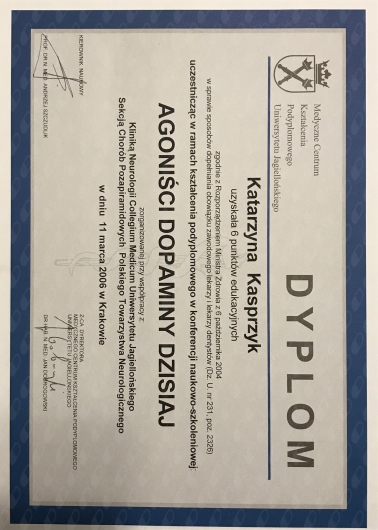 Medyczne Centrum
Kształcenia
Podyplomowego
Uniwersytetu Jagiellońskiego
DYPLOM
Katarzyna Kasprzyk
uzyskała 6 punktów edukacyjnych
zgodnie z Rozporządzeniem Ministra Zdrowia z 6 października 2004
w sprawie sposobów dopełniania obowiązku zawodowego lekarzy i lekarzy dentystów (Dz. U. nr 231, poz. 2326)
uczestnicząc w ramach kształcenia podyplomowego w konferencji naukowo-szkoleniowej
AGONIŚCI DOPAMINY DZISIAJ
zorganizowanej przy współpracy z:
Kliniką Neurologii Collegium Medicum Uniwersytetu Jagiellońskiego
Sekcją Chorób Pozapiramidowych Polskiego Towarzystwa Neurologicznego
w dniu 11 marca 2006 w Krakowie
KIEROWNIK NAUKOWY
PROF. DR N. MED. ANDRZEJ SZCZUDLIK
Z-CA DYREKTORA
MEDYCZNEGO CENTRUM KSZTAŁCENIA PODYPLOMOWEGO
UNIWERSYTETU JAGIELLOŃSKIEGO
DR HAB. N. MED. JAN DOBROGOWSKI